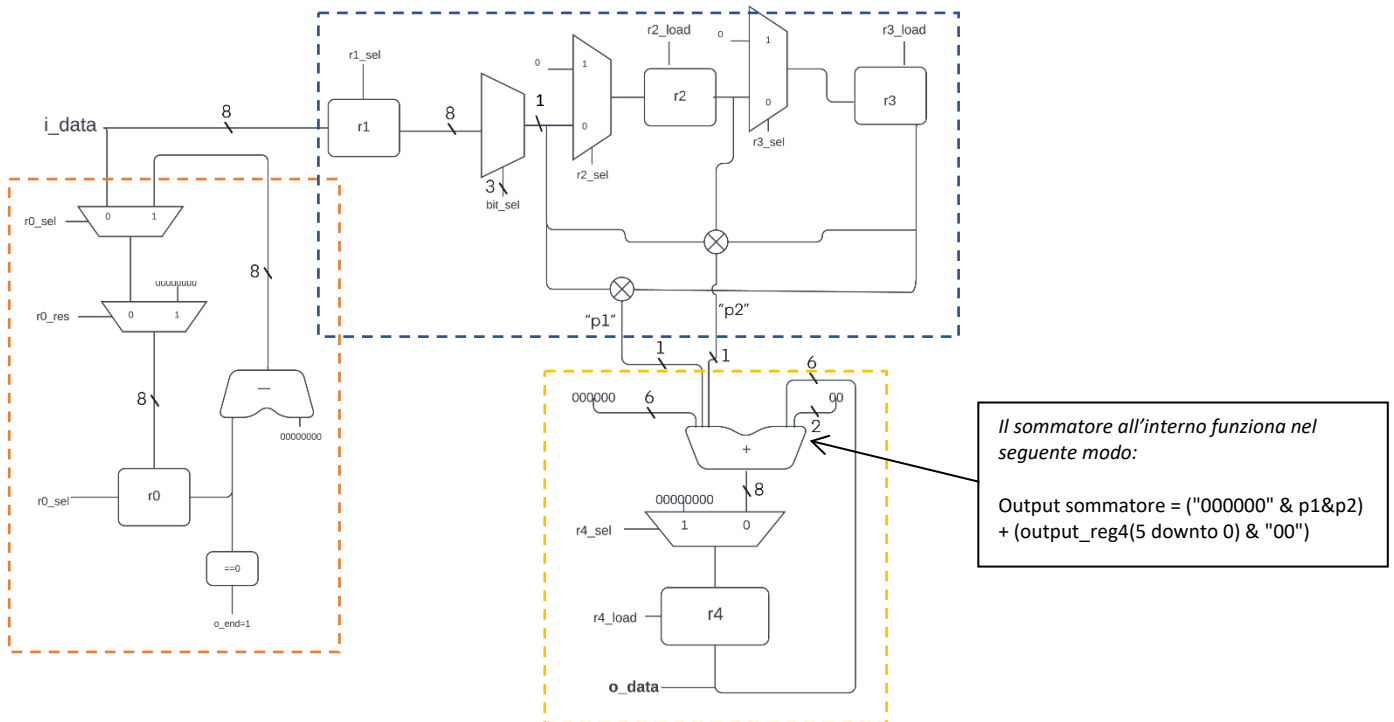 r1_sel
r2_load
r3_load
0
1
0
1
8
i_data
r1
8
1
0
r2
0
r3
r3_sel
r2_sel
3
bit_sel
r0_sel
0
1
8
uuuuuuuu
r0_res
0
1
"p1"
"p2"
1
1
8
—
00000000
r0_sel
r0
==0
o_end=1
000000
6
6
00
2
+
8
00000000
r4_sel
1
0
r4_load
r4
o_data
Il sommatore all'interno funziona nel
seguente modo:
Output sommatore = ("000000" & p1&p2)
+ (output_reg4(5 downto 0) & "00")